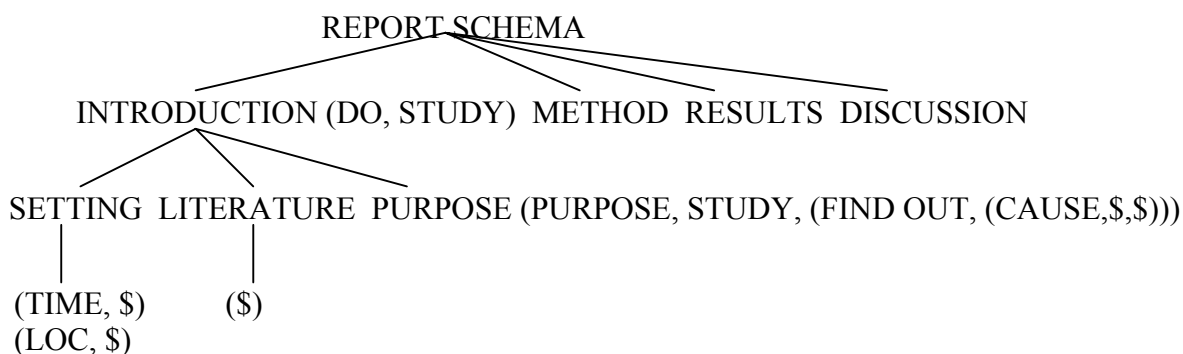 REPORT SCHEMA
INTRODUCTION (DO, STUDY) METHOD RESULTS DISCUSSION
SETTING LITERATURE PURPOSE (PURPOSE, STUDY, (FIND OUT, (CAUSE,$,$)))
(TIME, $) ($)
(LOC, $)